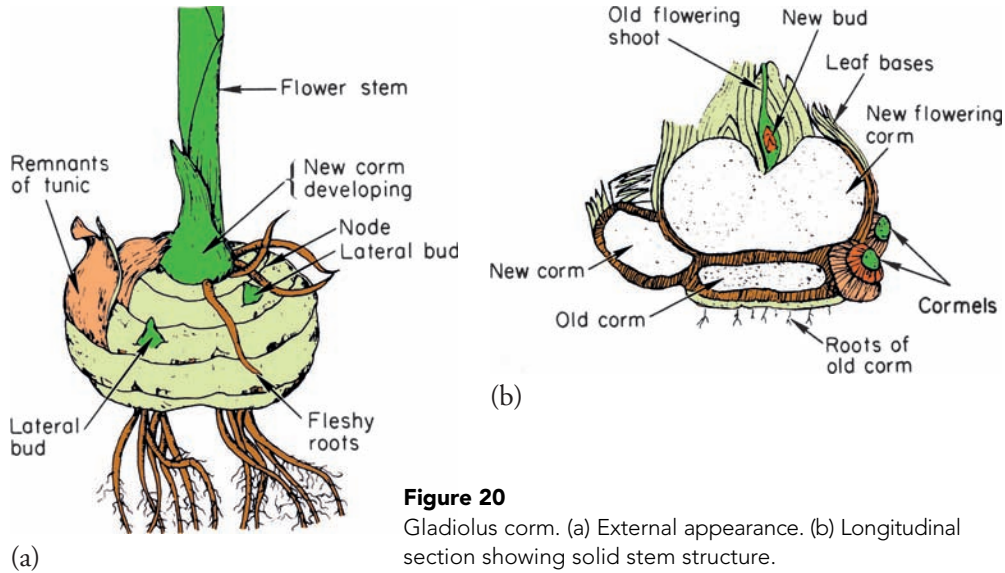 Flower stem
Remnants
of tunic
New corm
developing
Node
Lateral bud
Lateral
bud
Fleshy
roots
(a)
Old flowering
shoot
New bud
Leaf bases
New flowering
corm
New corm
Old corm
Cormels
Roots of
old corm
(b)
Figure 20
Gladiolus corm. (a) External appearance. (b) Longitudinal
section showing solid stem structure.